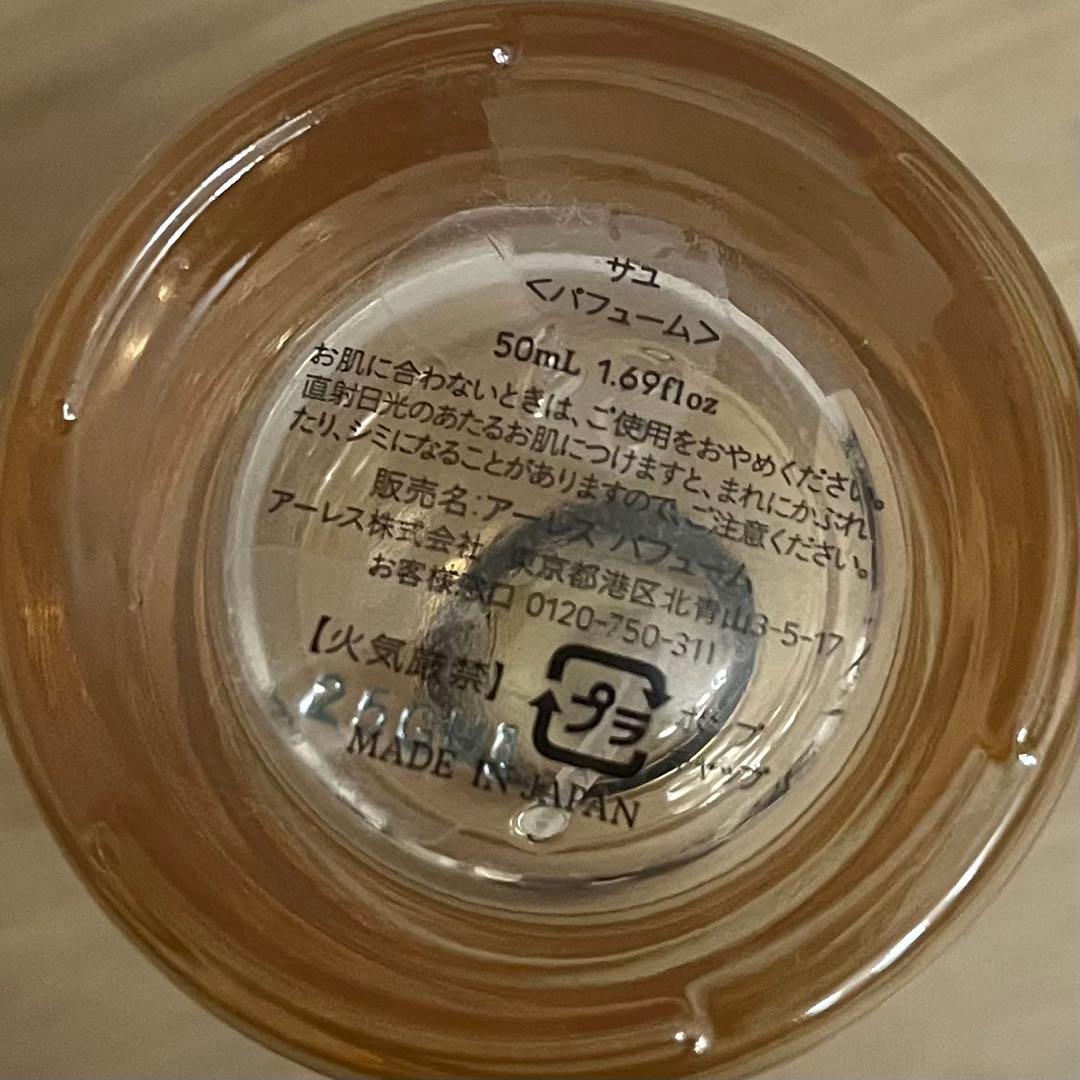 サユ
<パフューム>
50mL 1.69floz
お肌に合わないときは、ご使用をおやめください。
直射日光のあたるお肌につけますと、まれにかぶれ
たり、シミになることがありますので、ご注意ください。
販売名:アーレス パフューム
アーレス株式会社 東京都港区北青山3-5-17
お客様窓口 0120-750-311
【火気厳禁】
プラ
MADE IN JAPAN